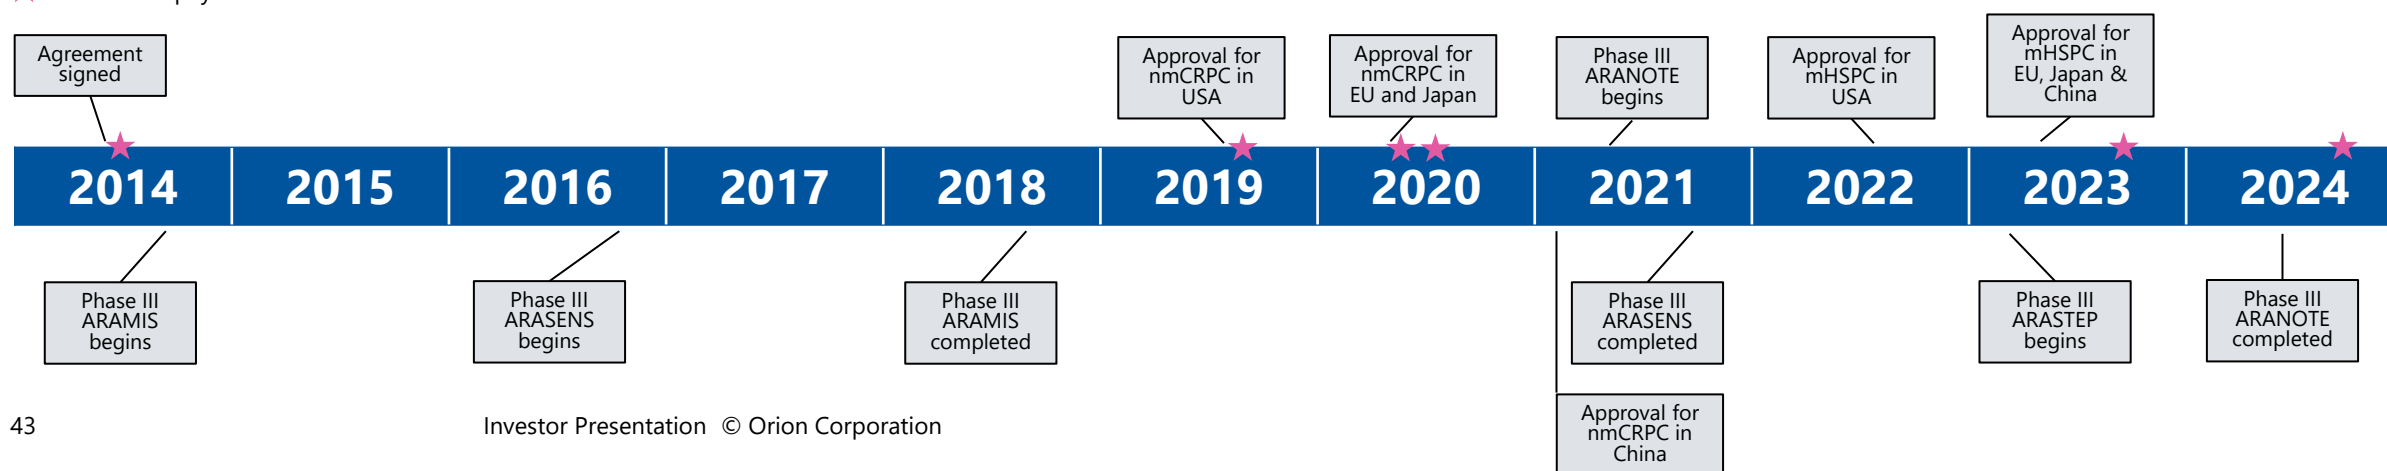 Agreement
signed
Approval for
nmCRPC in
USA
Approval for
nmCRPC in
EU and Japan
Phase III
ARANOTE
begins
Approval for
mHSPC in
USA
Approval for
mHSPC in
EU, Japan &
China
2014
2015
2016
2017
2018
2019
2020
2021
2022
2023
2024
Phase III
ARAMIS
begins
Phase III
ARASENS
begins
Phase III
ARAMIS
completed
Phase III
ARASENS
completed
Phase III
ARASTEP
begins
Phase III
ARANOTE
completed
Approval for
nmCRPC in
China
43
Investor Presentation © Orion Corporation